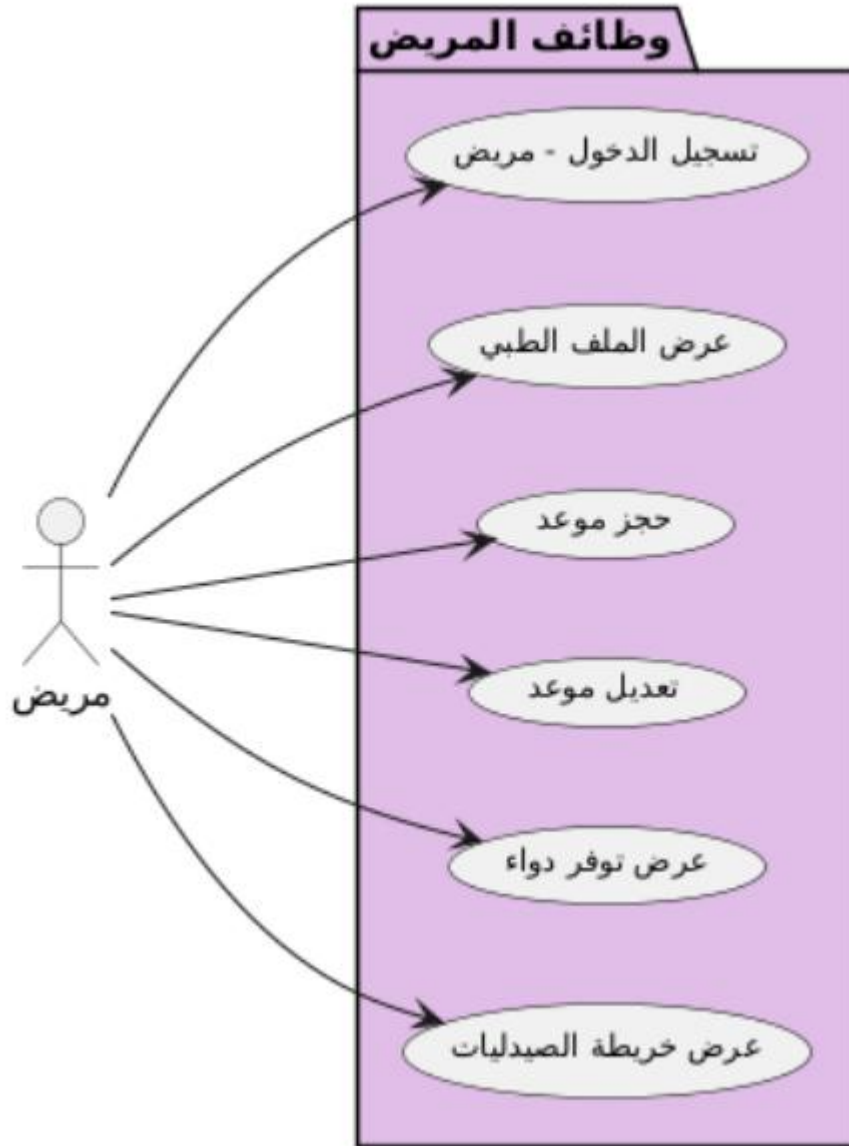 وظائف المريض
تسجيل الدخول - مريض
عرض الملف الطبي
حجز موعد
تعديل موعد
مريض
عرض توفر دواء
عرض خريطة الصيدليات